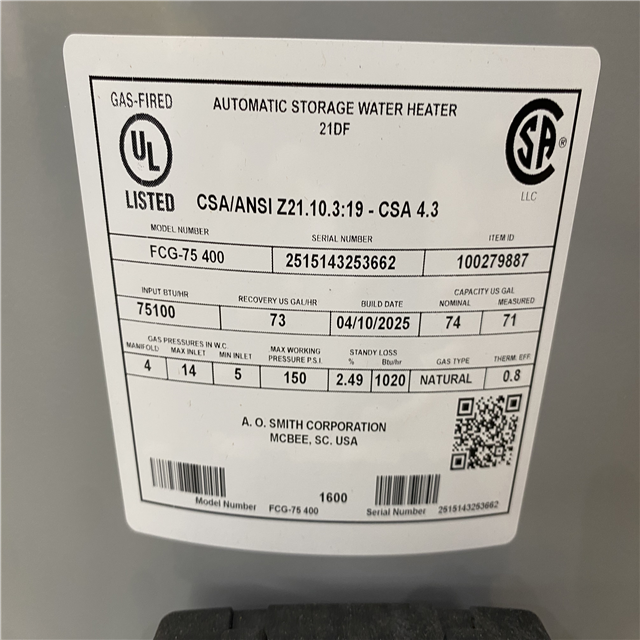 GAS-FIRED
AUTOMATIC STORAGE WATER HEATER
21DF
UL
LISTED
SA
®
LLC
CSA/ANSI Z21.10.3:19 - CSA 4.3
MODEL NUMBER SERIAL NUMBER ITEM ID
FCG-75 400 2515143253662 100279887
INPUT BTU/HR RECOVERY US GAL/HR BUILD DATE CAPACITY US GAL
NOMINAL MEASURED
75100 73 04/10/2025 74 71
GAS PRESSURES IN W.C. MAX WORKING PRESSURE P.S.I. STANDY LOSS GAS TYPE THERM. EFF.
MANIFOLD MAX INLET MIN INLET % Btu/hr
4 14 5 150 2.49 1020 NATURAL 0.8
A. O. SMITH CORPORATION
MCBEE, SC. USA
1600
Model Number FCG-75 400 Serial Number 2515143253662